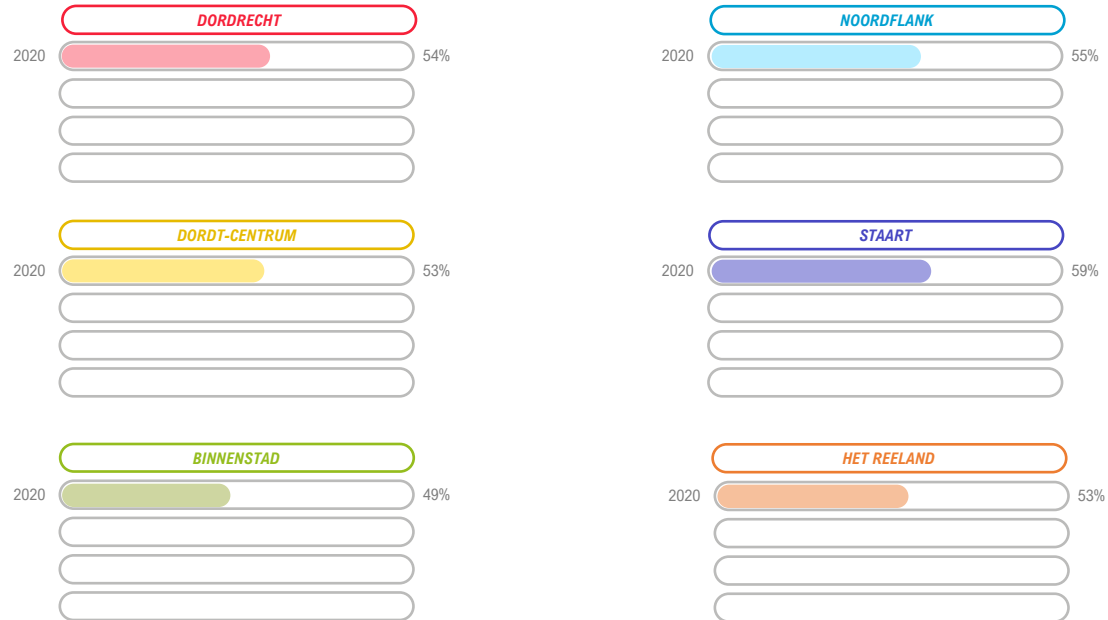 DORDRECHT
2020 54%
NOORDFLANK
2020 55%
DORDT-CENTRUM
2020 53%
STAART
2020 59%
BINNENSTAD
2020 49%
HET REELAND
2020 53%